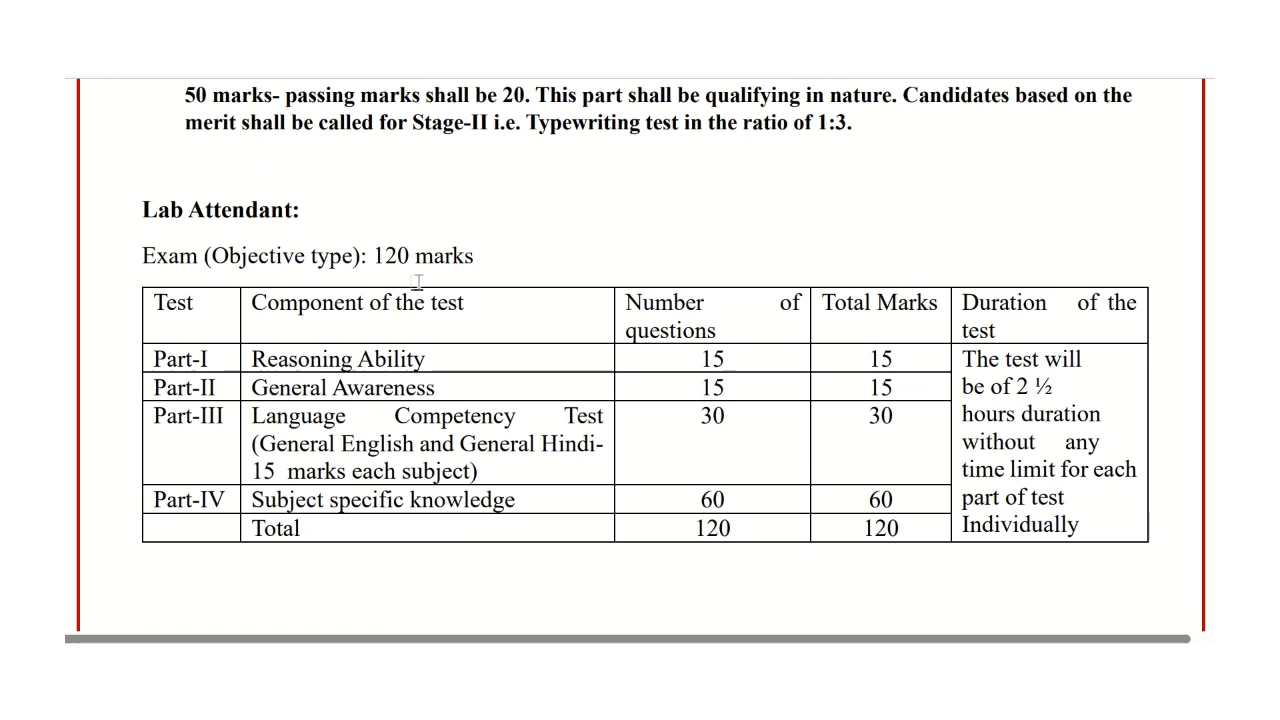 50 marks- passing marks shall be 20. This part shall be qualifying in nature. Candidates based on the
merit shall be called for Stage-II i.e. Typewriting test in the ratio of 1:3.
Lab Attendant:
Exam (Objective type): 120 marks
Test Component of the test Number of questions Total Marks Duration of the test
Part-I Reasoning Ability 15 15
Part-II General Awareness 15 15
Part-III Language Competency Test
(General English and General Hindi-
15 marks each subject) 30 30
Part-IV Subject specific knowledge 60 60
Total 120 120
The test will
be of 2 ½
hours duration
without any
time limit for each
part of test
Individually